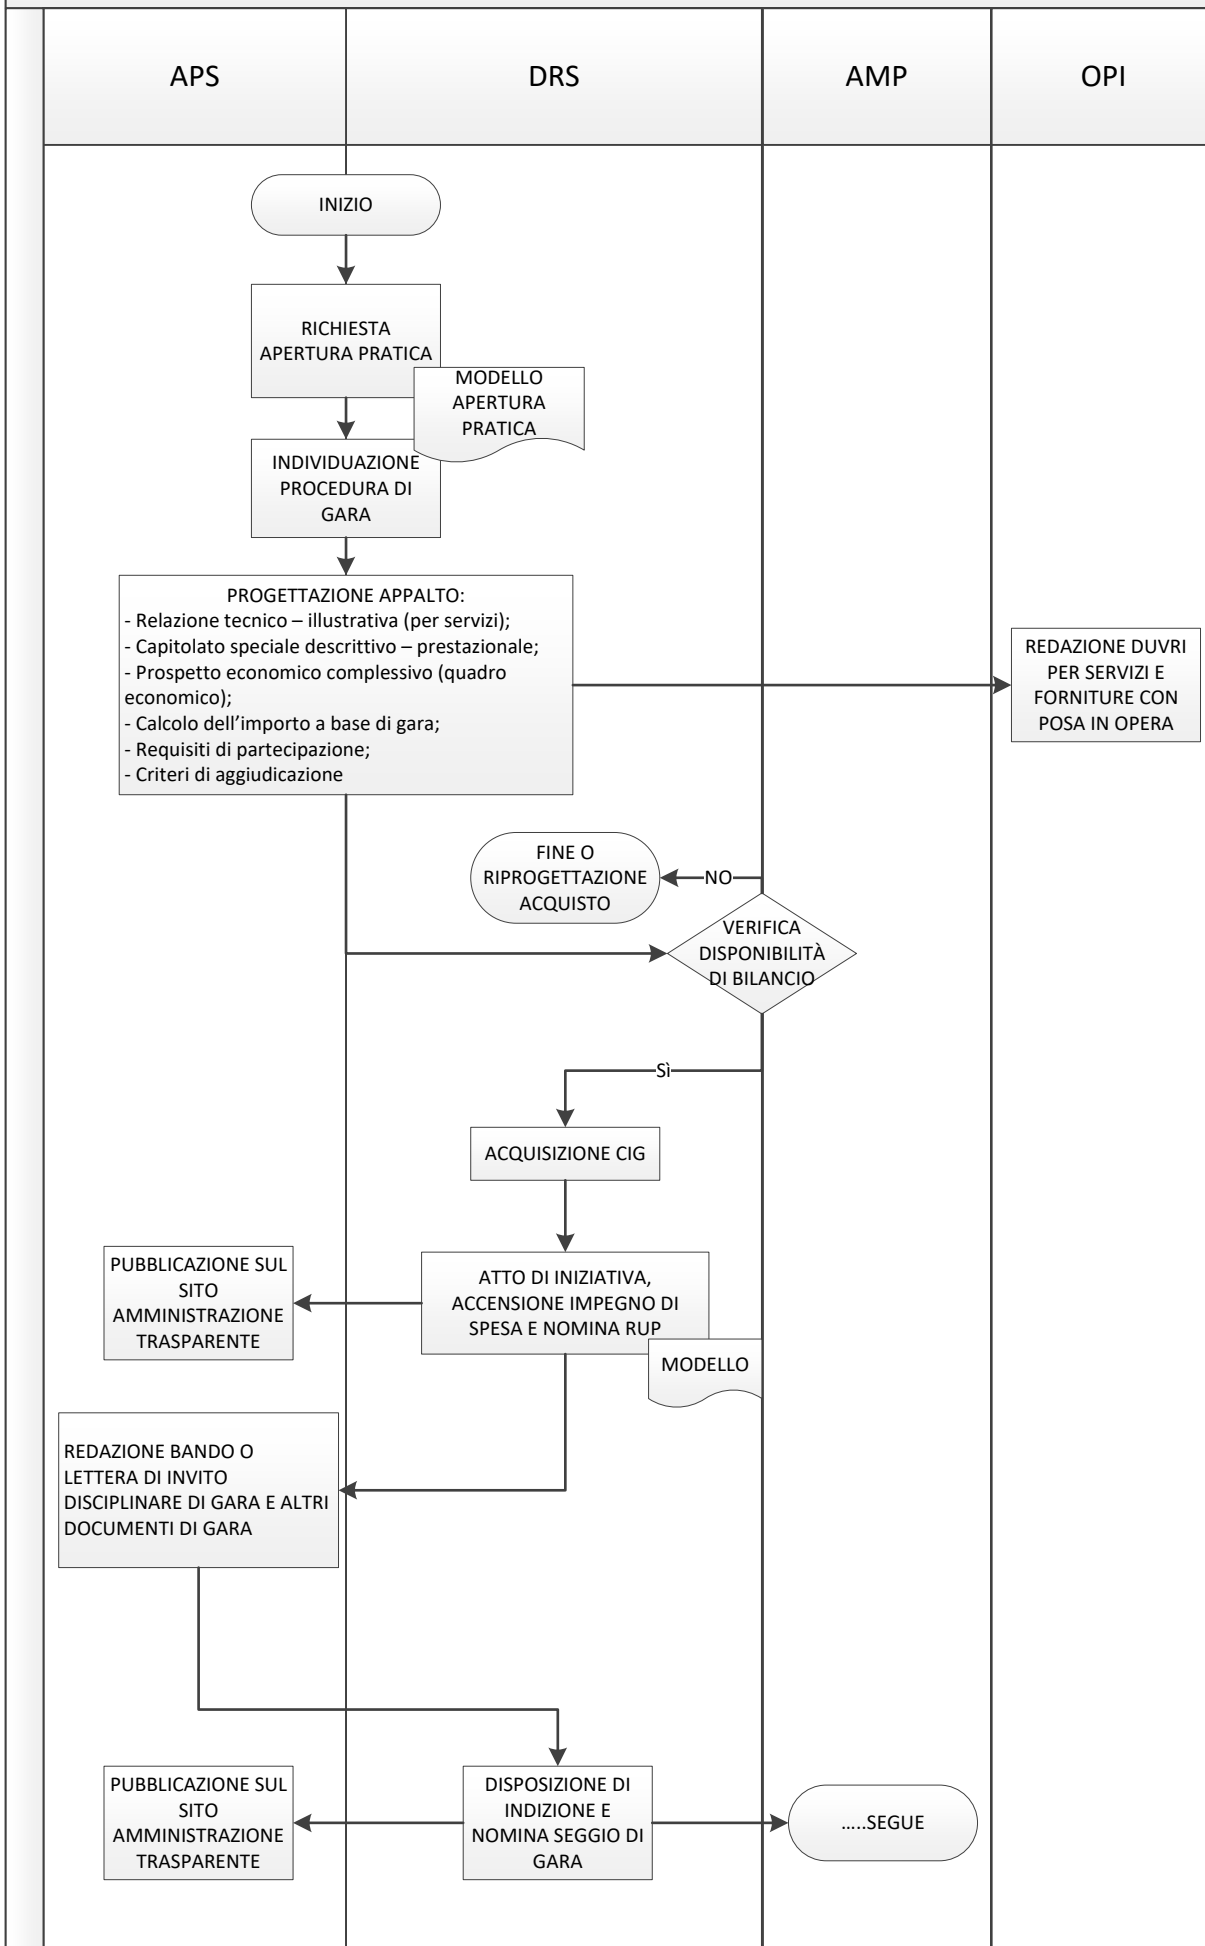 APS
DRS
AMP
OPI
INIZIO
RICHIESTA
APERTURA PRATICA
MODELLO
APERTURA
PRATICA
INDIVIDUAZIONE
PROCEDURA DI
GARA
PROGETTAZIONE APPALTO:
- Relazione tecnico – illustrativa (per servizi);
- Capitolato speciale descrittivo – prestazionale;
- Prospetto economico complessivo (quadro
economico);
- Calcolo dell’importo a base di gara;
- Requisiti di partecipazione;
- Criteri di aggiudicazione
REDAZIONE DUVRI
PER SERVIZI E
FORNITURE CON
POSA IN OPERA
FINE O
RIPROGETTAZIONE
ACQUISTO
NO
VERIFICA
DISPONIBILITÀ
DI BILANCIO
Sì
ACQUISIZIONE CIG
PUBBLICAZIONE SUL
SITO
AMMINISTRAZIONE
TRASPARENTE
ATTO DI INIZIATIVA,
ACCENSIONE IMPEGNO DI
SPESA E NOMINA RUP
MODELLO
REDAZIONE BANDO O
LETTERA DI INVITO
DISCIPLINARE DI GARA E ALTRI
DOCUMENTI DI GARA
PUBBLICAZIONE SUL
SITO
AMMINISTRAZIONE
TRASPARENTE
DISPOSIZIONE DI
INDIZIONE E
NOMINA SEGGIO DI
GARA
.....SEGUE